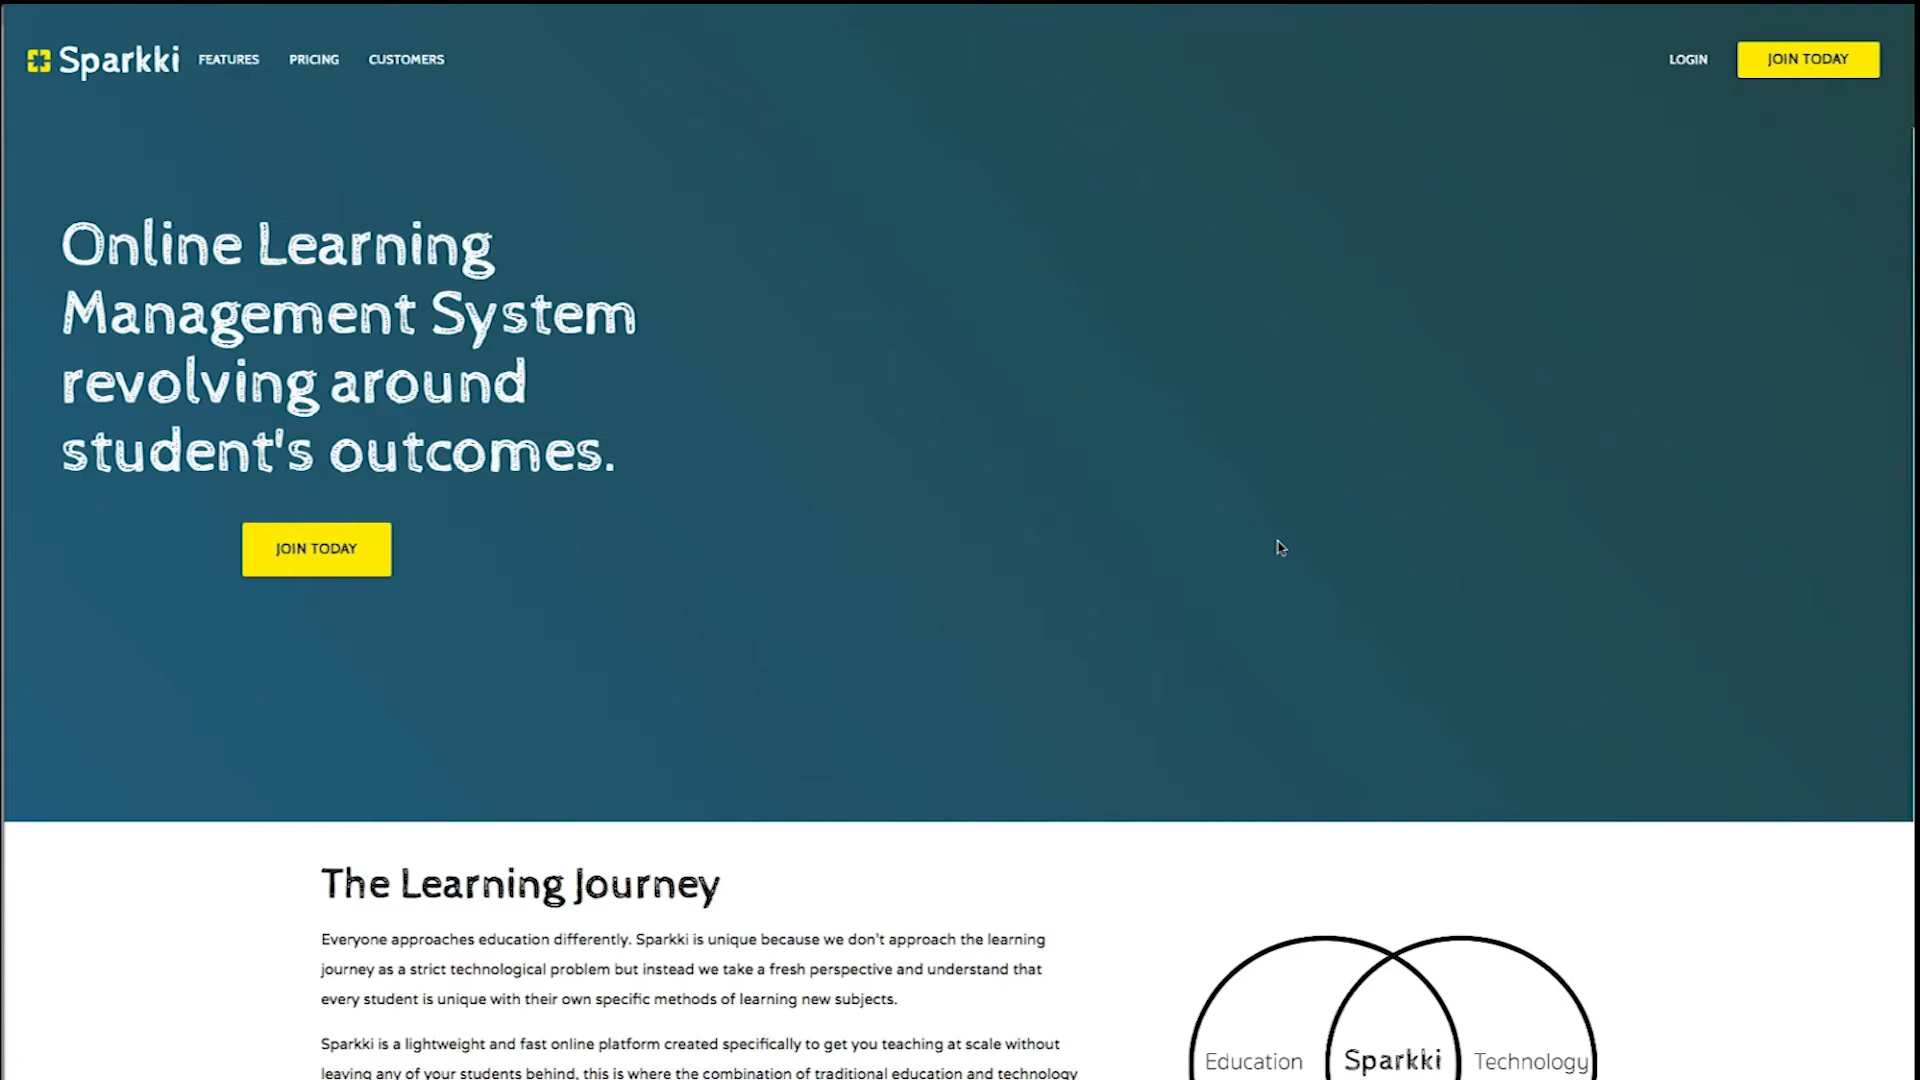 Sparkki FEATURES PRICING CUSTOMERS LOGIN JOIN TODAY
Online Learning
Management System
revolving around
student's outcomes.
JOIN TODAY
The Learning Journey
Everyone approaches education differently. Sparkki is unique because we don't approach the learning
journey as a strict technological problem but instead we take a fresh perspective and understand that
every student is unique with their own specific methods of learning new subjects.
Sparkki is a lightweight and fast online platform created specifically to get you teaching at scale without
leaving any of your students behind, this is where the combination of traditional education and technology
Education Sparkki Technology